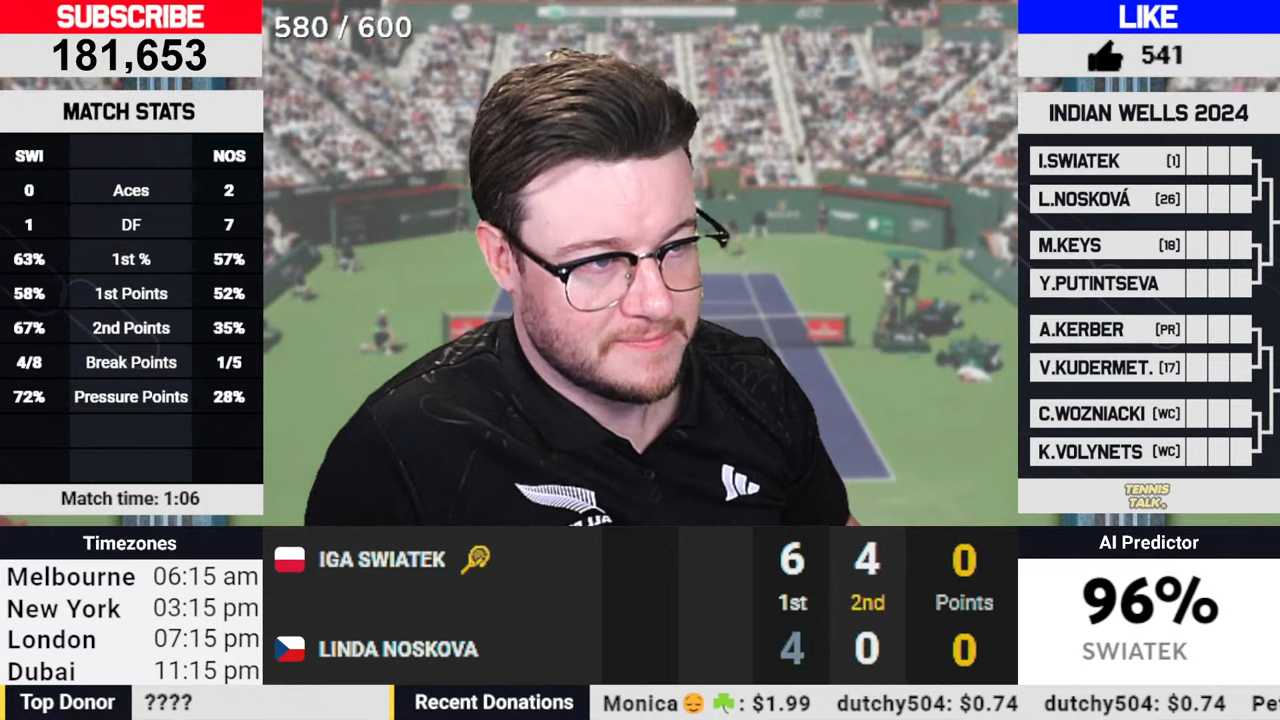 SUBSCRIBE
181,653
580 / 600
LIKE
541
MATCH STATS
SWI NOS
0 Aces 2
1 DF 7
63% 1st % 57%
58% 1st Points 52%
67% 2nd Points 35%
4/8 Break Points 1/5
72% Pressure Points 28%
Match time: 1:06
INDIAN WELLS 2024
I.SWIATEK [1]
L.NOSKOVÁ [26]
M.KEYS [18]
Y.PUTINTSEVA
A.KERBER [PR]
V.KUDERMET. [17]
C.WOZNIACKI [WC]
K.VOLYNETS [WC]
TENNIS
TALK.
Timezones
Melbourne 06:15 am
New York 03:15 pm
London 07:15 pm
Dubai 11:15 pm
IGA SWIATEK 6 4 0
1st 2nd Points
LINDA NOSKOVA 4 0 0
AI Predictor
96%
SWIATEK
Top Donor ???? Recent Donations Monica😌☘️: $1.99 dutchy504: $0.74 dutchy504: $0.74 Pe